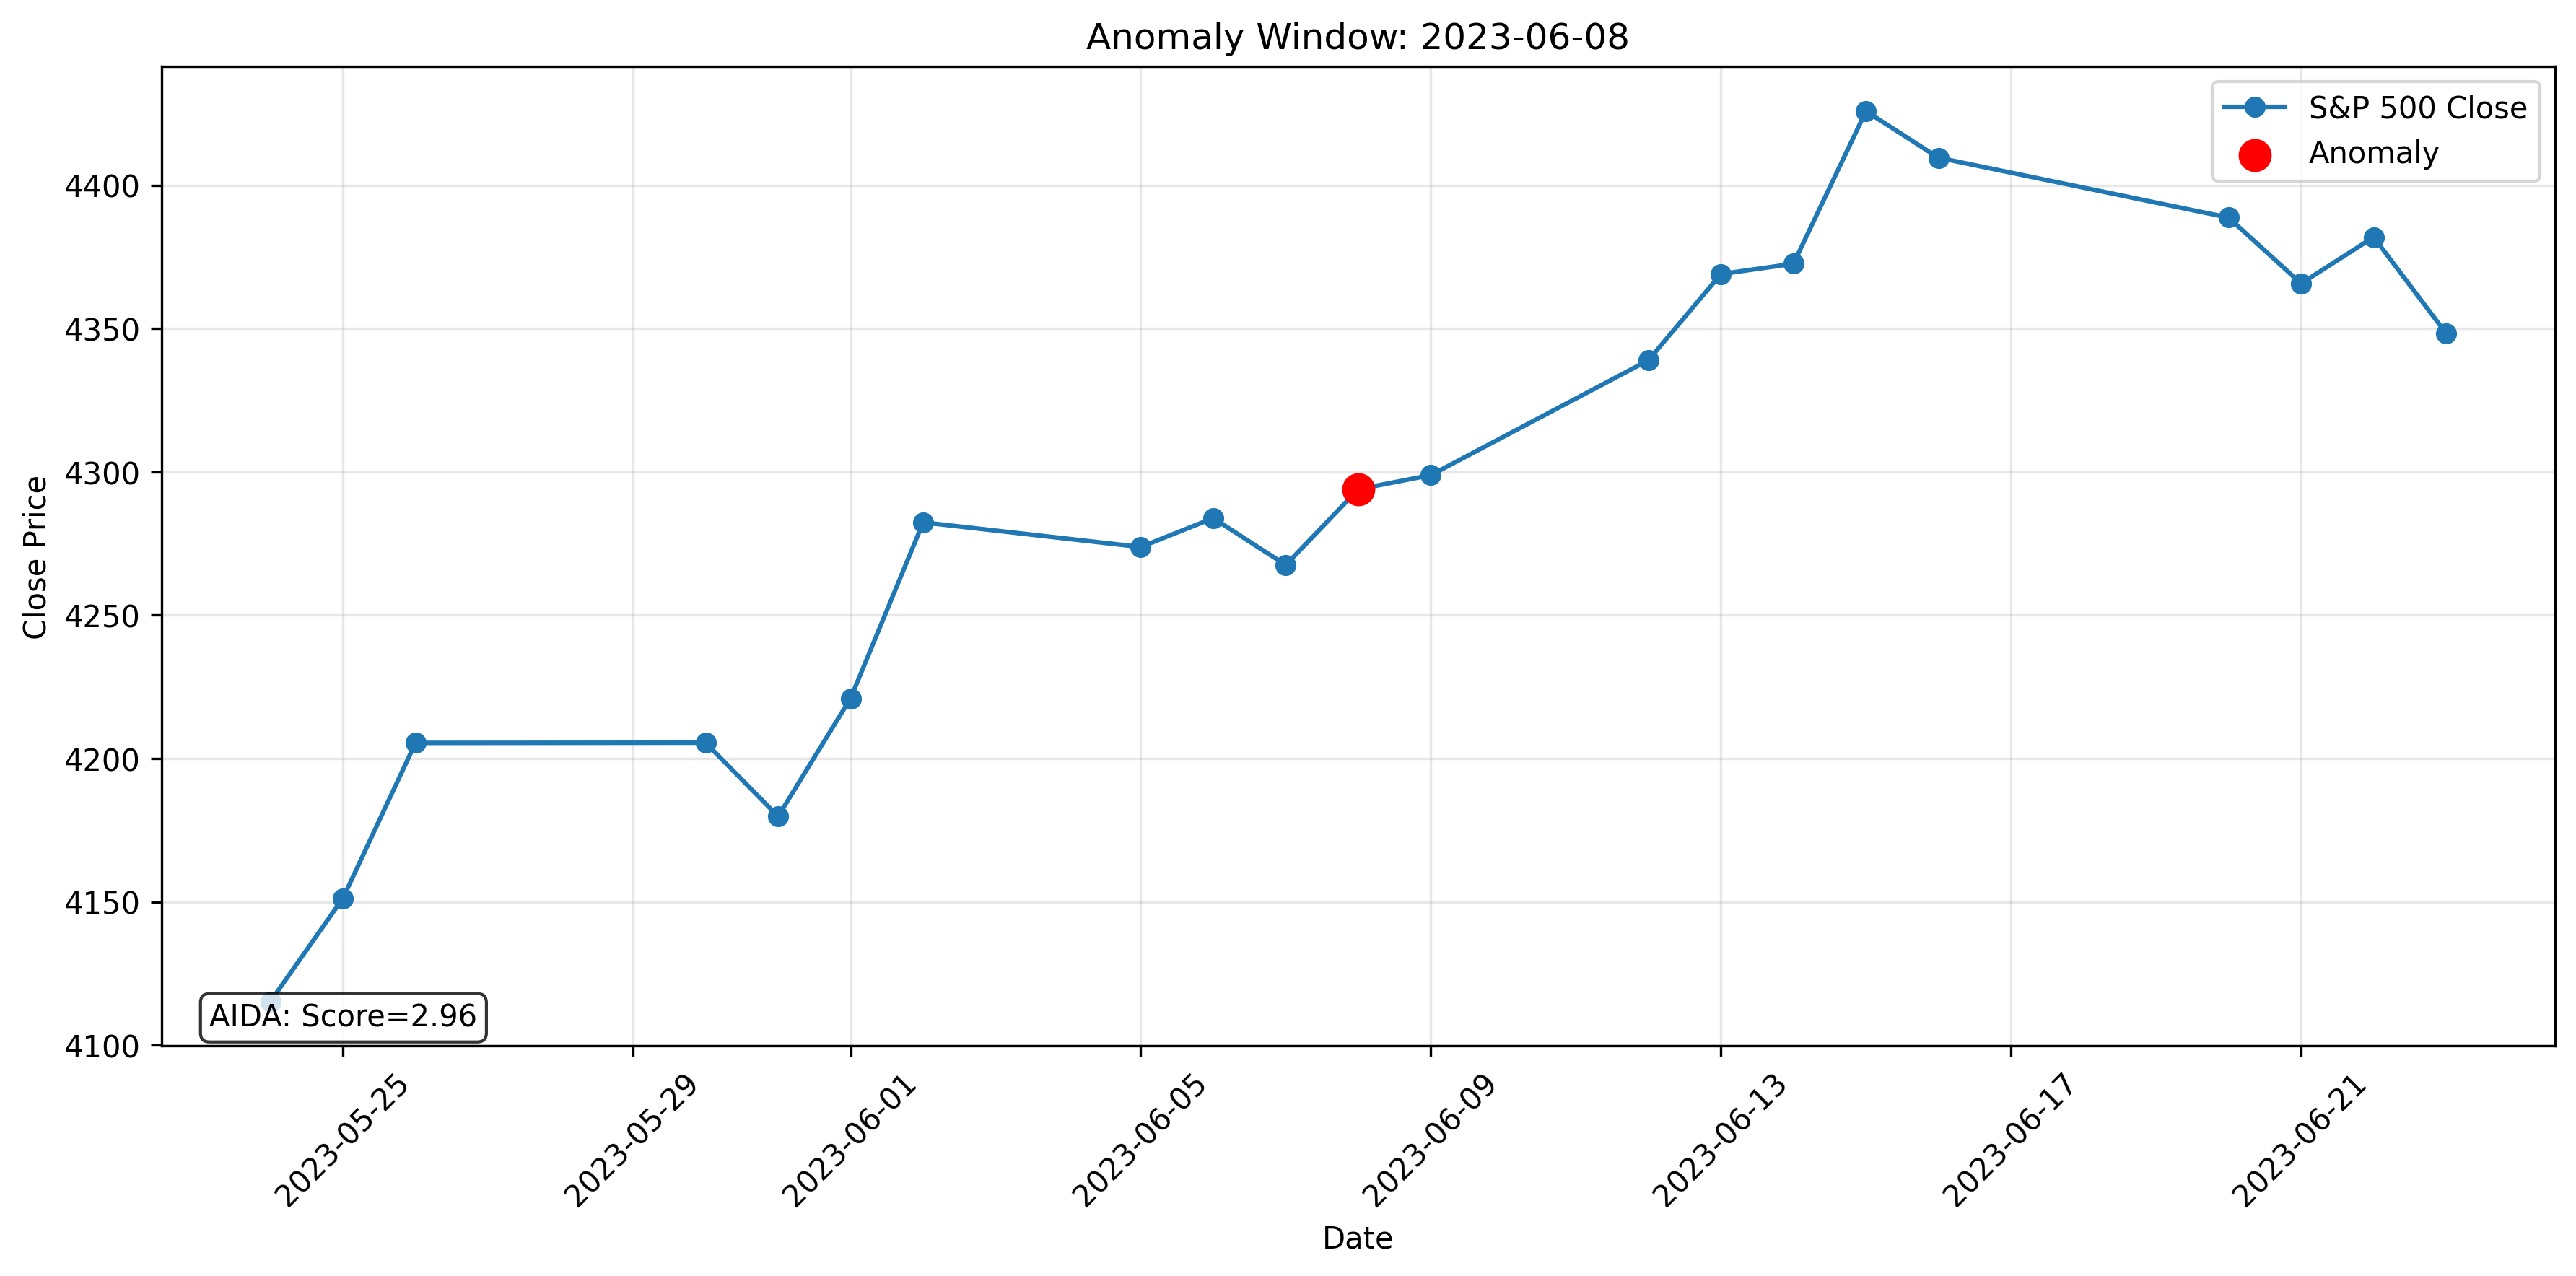 Anomaly Window: 2023-06-08
S&P 500 Close
Anomaly
Close Price
4400
4350
4300
4250
4200
4150
4100
AIDA: Score=2.96
2023-05-25
2023-05-29
2023-06-01
2023-06-05
2023-06-09
2023-06-13
2023-06-17
2023-06-21
Date